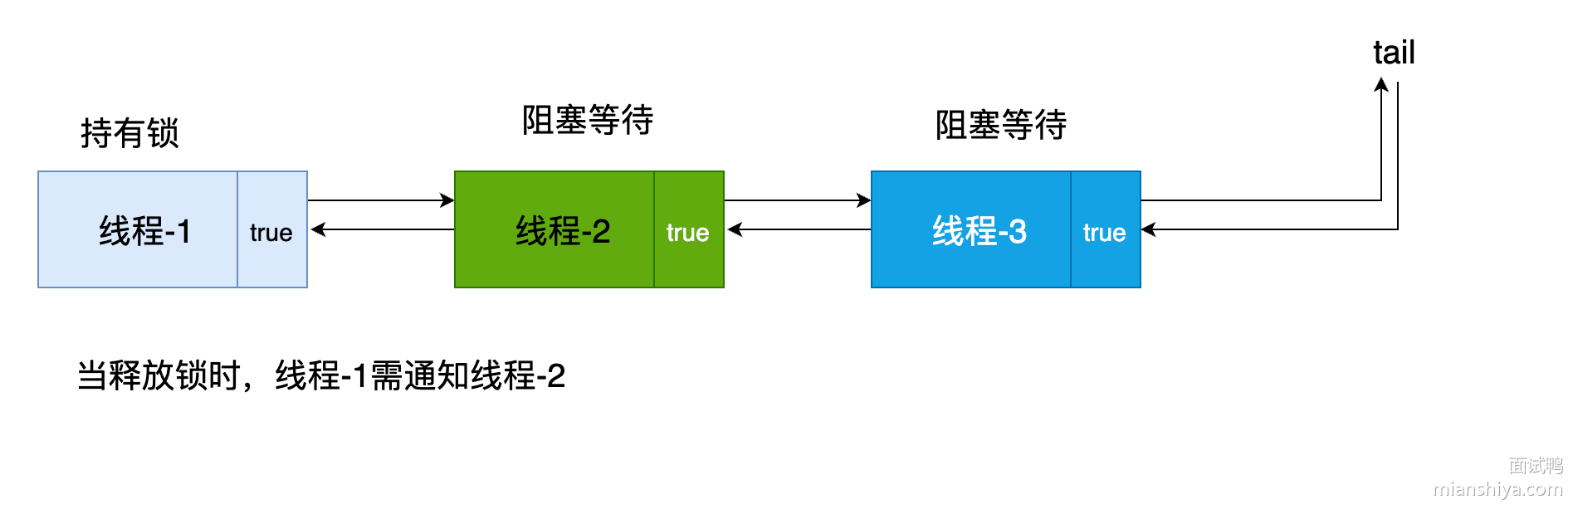 tail
持有锁
阻塞等待
阻塞等待
线程-1
true
线程-2
true
线程-3
true
当释放锁时，线程-1需通知线程-2
面试鸭
mianshiya.com